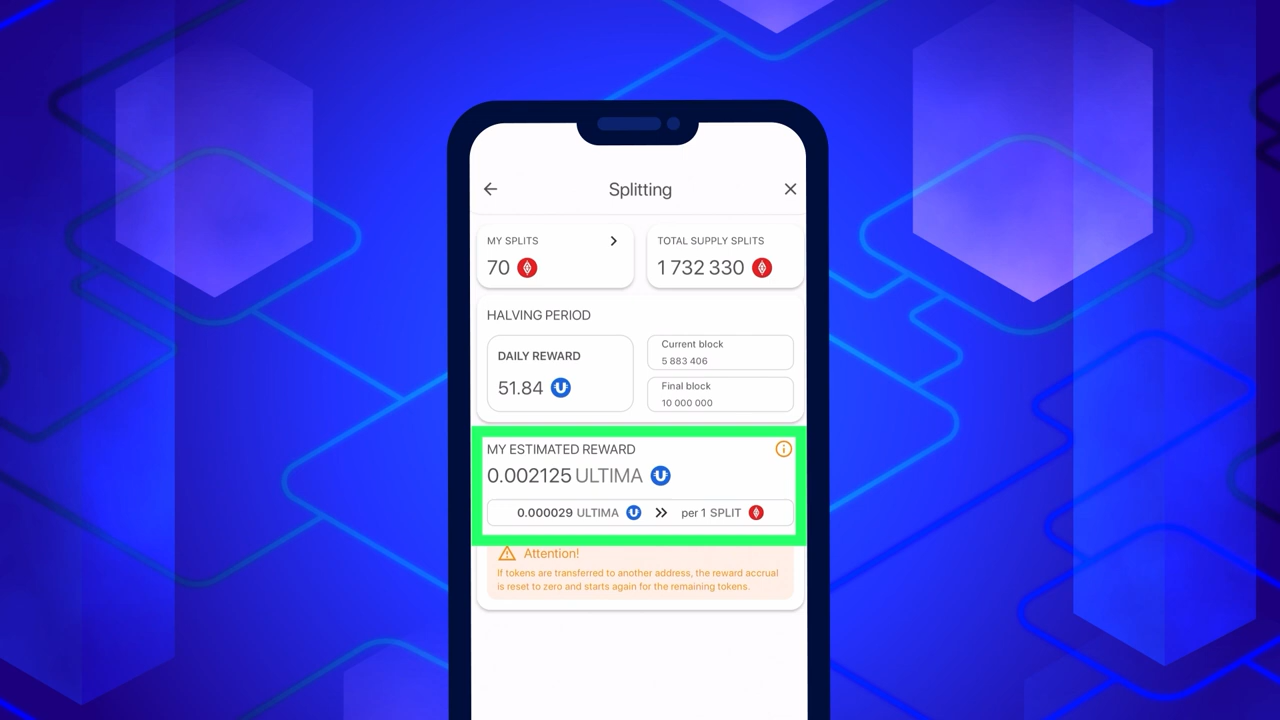 Splitting
MY SPLITS
70
TOTAL SUPPLY SPLITS
1 732 330
HALVING PERIOD
DAILY REWARD
51.84
Current block
5 883 406
Final block
10 000 000
MY ESTIMATED REWARD
0.002125 ULTIMA
0.000029 ULTIMA per 1 SPLIT
Attention!
If tokens are transferred to another address, the reward accrual
is reset to zero and starts again for the remaining tokens.